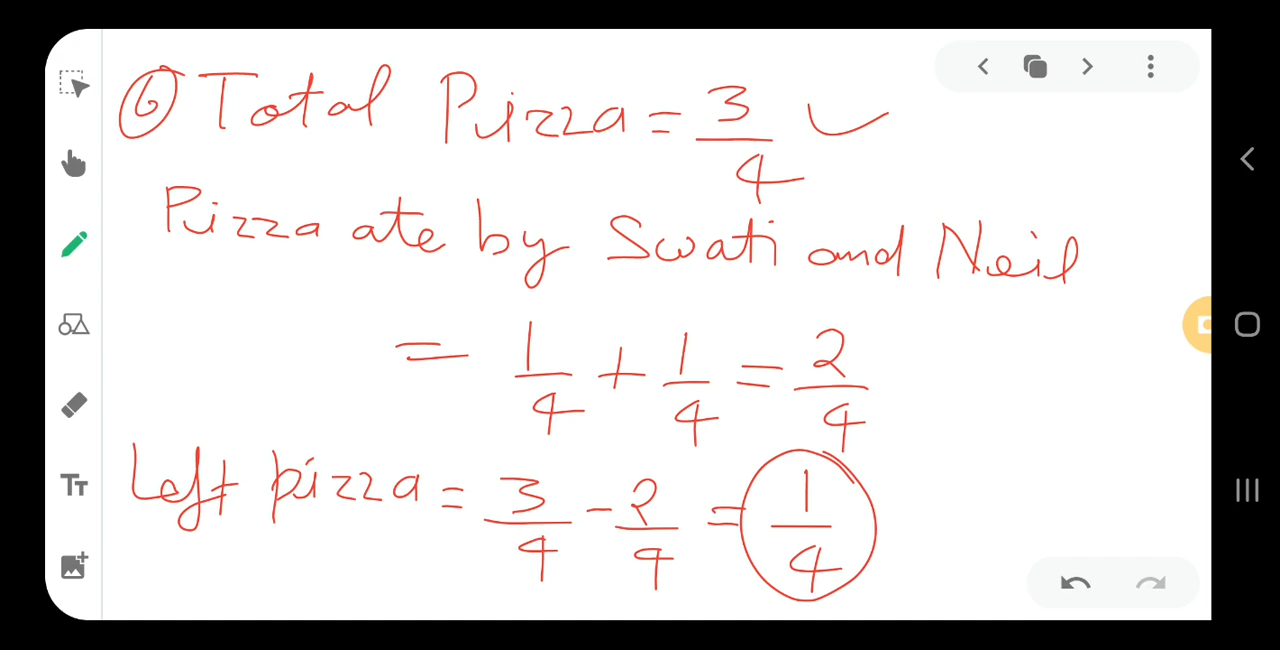 ⑥ Total Pizza = 3/4 ✓
Pizza ate by Swati and Neil
= 1/4 + 1/4 = 2/4
Left pizza = 3/4 - 2/4 = 1/4
TT